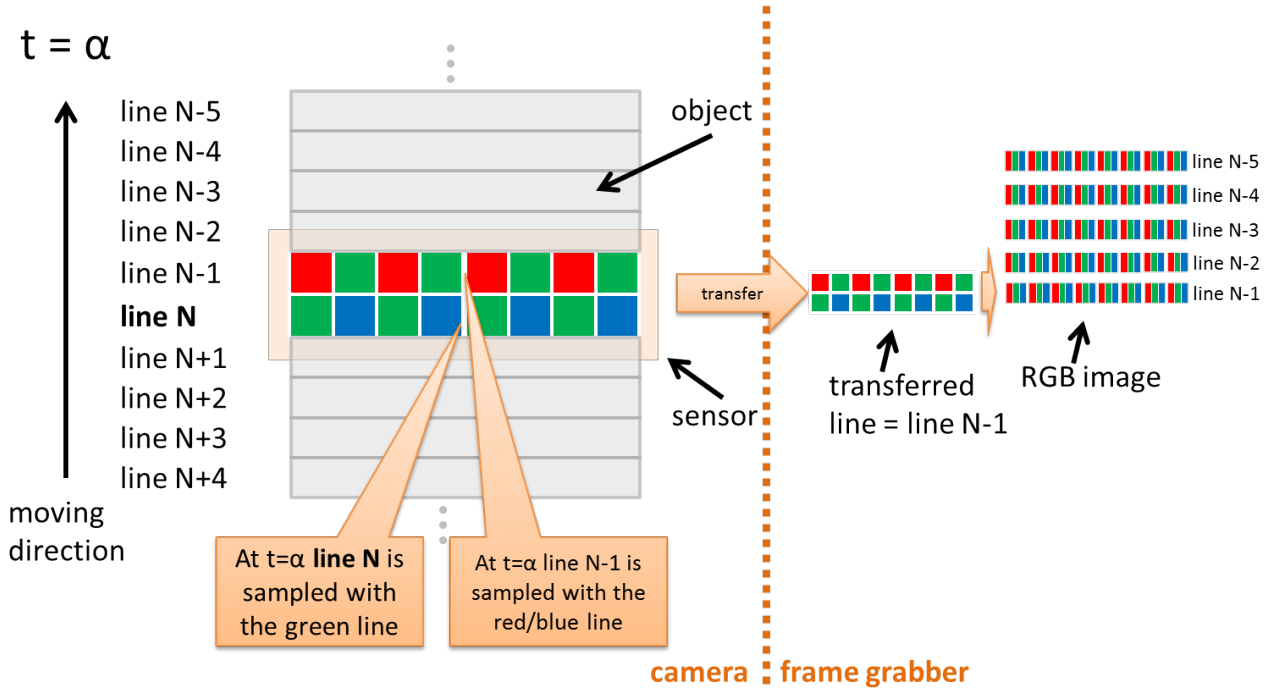 t = α
line N-5
line N-4
line N-3
line N-2
line N-1
line N
line N+1
line N+2
line N+3
line N+4
moving
direction
object
sensor
At t=α line N is
sampled with
the green line
At t=α line N-1 is
sampled with the
red/blue line
transfer
transferred
line = line N-1
line N-5
line N-4
line N-3
line N-2
line N-1
RGB image
camera
frame grabber